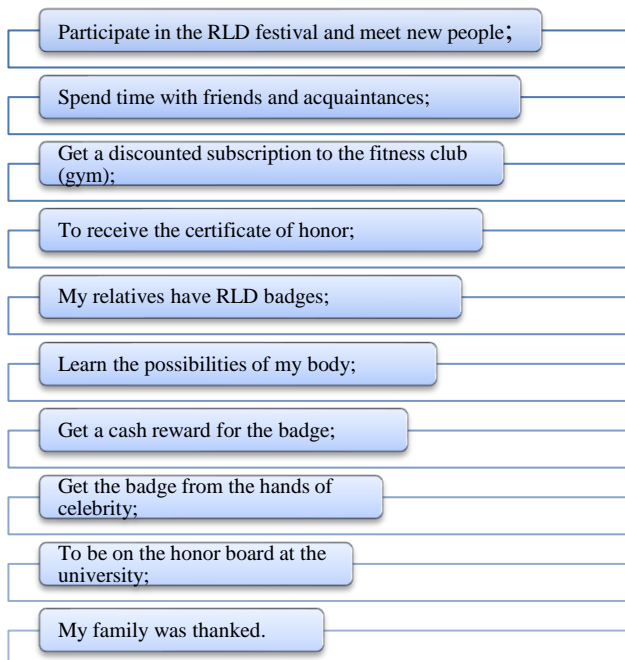 Participate in the RLD festival and meet new people;
Spend time with friends and acquaintances;
Get a discounted subscription to the fitness club
(gym);
To receive the certificate of honor;
My relatives have RLD badges;
Learn the possibilities of my body;
Get a cash reward for the badge;
Get the badge from the hands of
celebrity;
To be on the honor board at the
university;
My family was thanked.